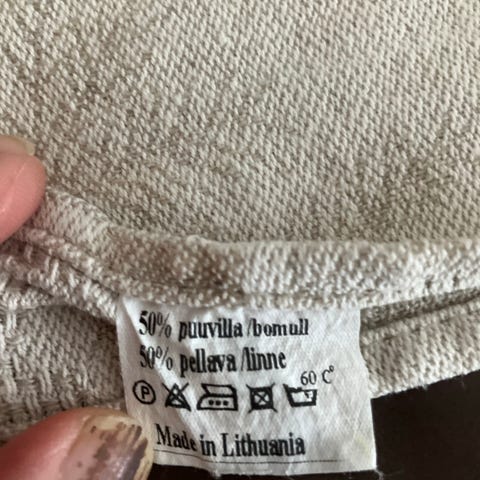 50% puuvilla /bomull
50% pellava /linne
P 60 C°
Made in Lithuania